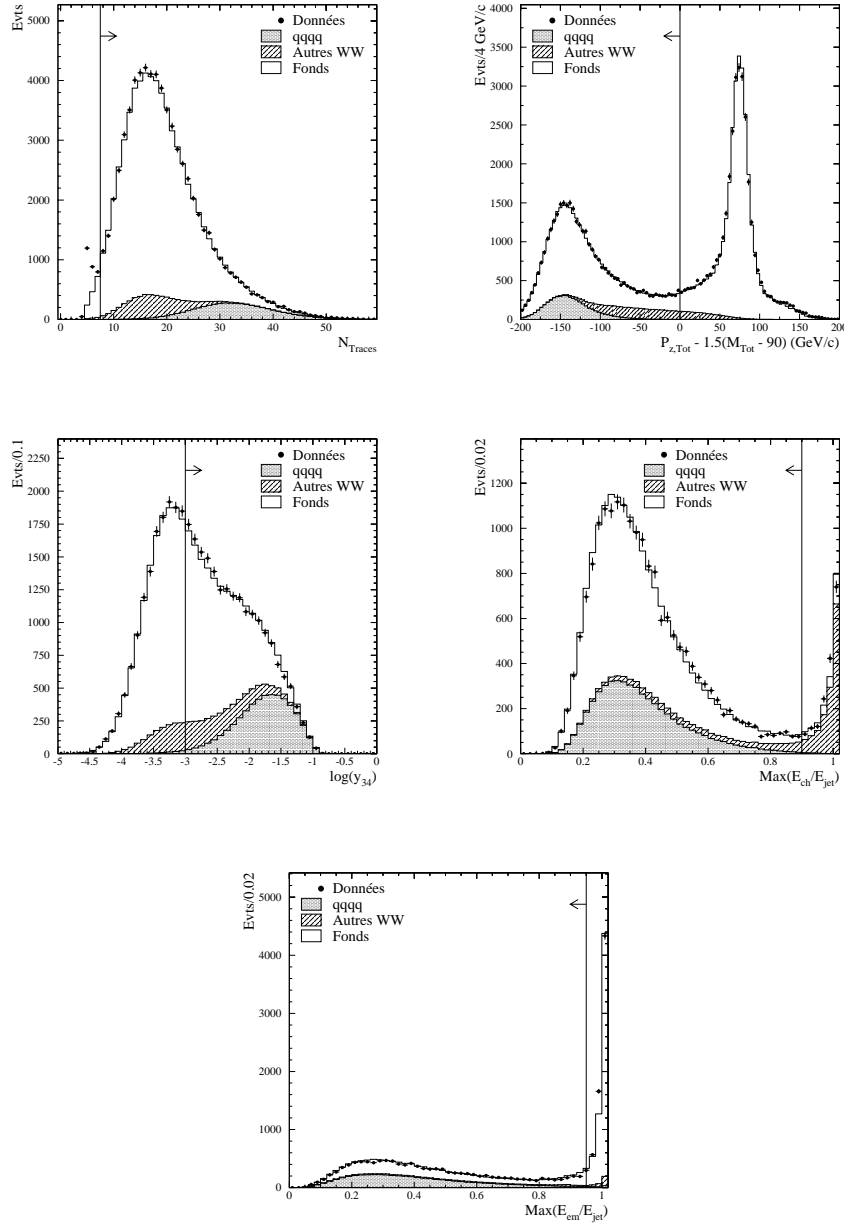 Evts
5000
4000
3000
2000
1000
0
Données
qqqq
Autres WW
Fonds
0 10 20 30 40 50
N_Traces
Evts/4 GeV/c
4000
3500
3000
2500
2000
1500
1000
500
0
Données
qqqq
Autres WW
Fonds
-200 -150 -100 -50 0 50 100 150 200
P_z,Tot - 1.5(M_Tot - 90) (GeV/c)
Evts/0.1
2250
2000
1750
1500
1250
1000
750
500
250
0
Données
qqqq
Autres WW
Fonds
-5 -4.5 -4 -3.5 -3 -2.5 -2 -1.5 -1 -0.5 0
log(y_34)
Evts/0.02
1200
1000
800
600
400
200
0
Données
qqqq
Autres WW
Fonds
0 0.2 0.4 0.6 0.8 1
Max(E_ch/E_jet)
Evts/0.02
5000
4000
3000
2000
1000
0
Données
qqqq
Autres WW
Fonds
0 0.2 0.4 0.6 0.8 1
Max(E_em/E_jet)